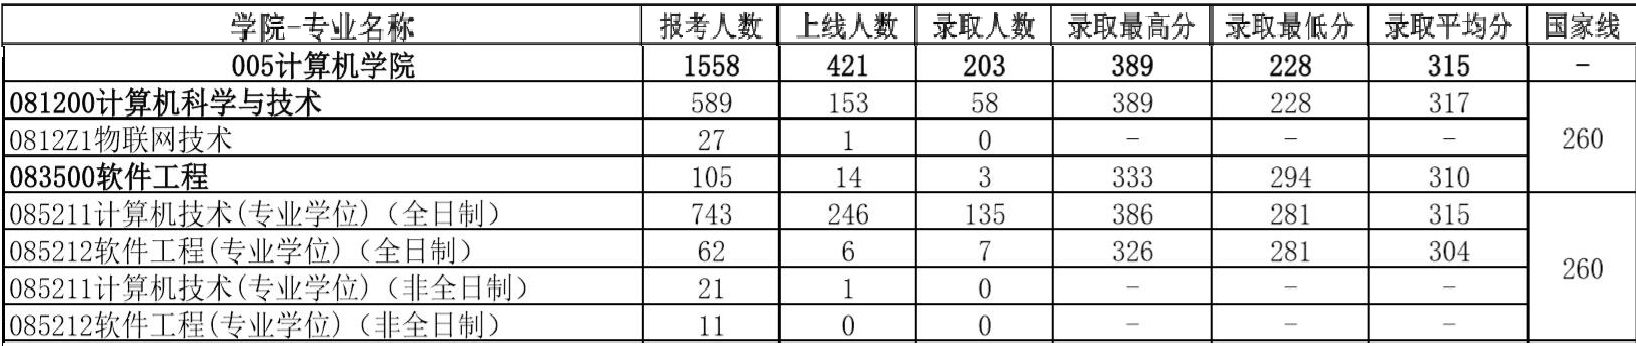 学院-专业名称 报考人数 上线人数 录取人数 录取最高分 录取最低分 录取平均分 国家线
005计算机学院 1558 421 203 389 228 315 -
081200计算机科学与技术 589 153 58 389 228 317
0812Z1物联网技术 27 1 0 - - -
260
083500软件工程 105 14 3 333 294 310
085211计算机技术(专业学位)(全日制) 743 246 135 386 281 315
085212软件工程(专业学位)(全日制) 62 6 7 326 281 304
260
085211计算机技术(专业学位)(非全日制) 21 1 0 - - -
085212软件工程(专业学位)(非全日制) 11 0 0 - - -